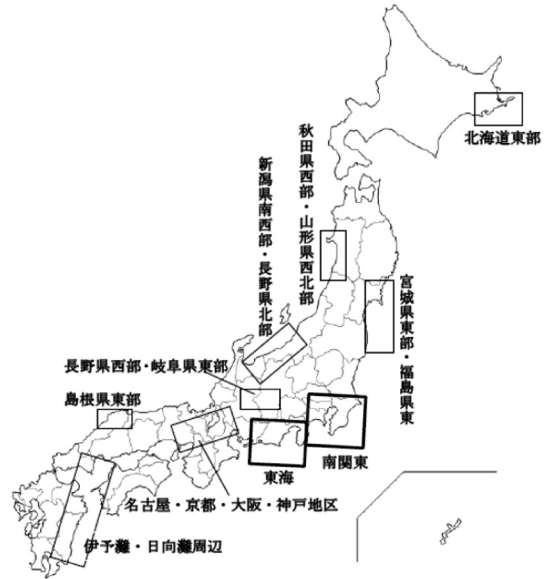 北海道東部
秋田県西部・山形県西北部
新潟県南西部・長野県北部
宮城県東部・福島県東
長野県西部・岐阜県東部
島根県東部
南関東
東海
名古屋・京都・大阪・神戸地区
伊予灘・日向灘周辺